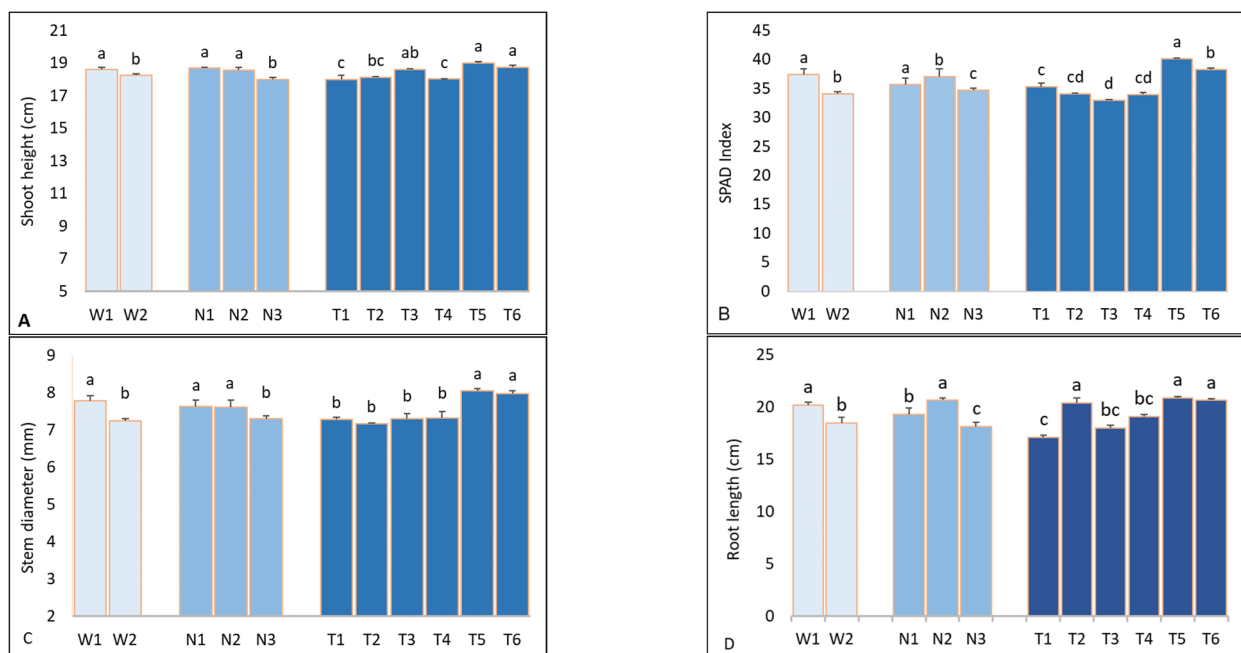 21
19
17
15
13
11
9
7
5
Shoot height (cm)
a b a a b c bc ab c a a
W1 W2 N1 N2 N3 T1 T2 T3 T4 T5 T6
A
45
40
35
30
25
20
15
10
5
0
SPAD Index
a b a b c c cd d cd a b
W1 W2 N1 N2 N3 T1 T2 T3 T4 T5 T6
B
9
8
7
6
5
4
3
2
Stem diameter (mm)
a b a a b b b b b a a
W1 W2 N1 N2 N3 T1 T2 T3 T4 T5 T6
C
25
20
15
10
5
0
Root length (cm)
a b b a c c a bc bc a a
W1 W2 N1 N2 N3 T1 T2 T3 T4 T5 T6
D